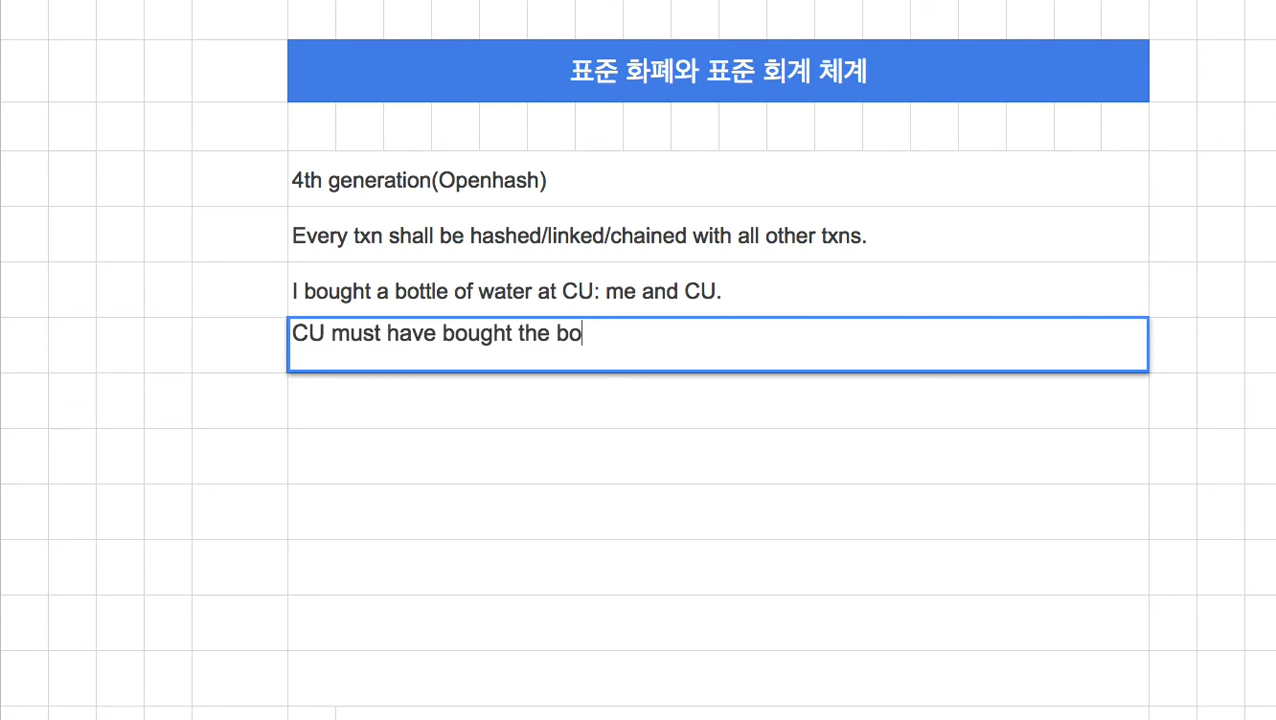 표준 화폐와 표준 회계 체계
4th generation(Openhash)
Every txn shall be hashed/linked/chained with all other txns.
I bought a bottle of water at CU: me and CU.
CU must have bought the bo